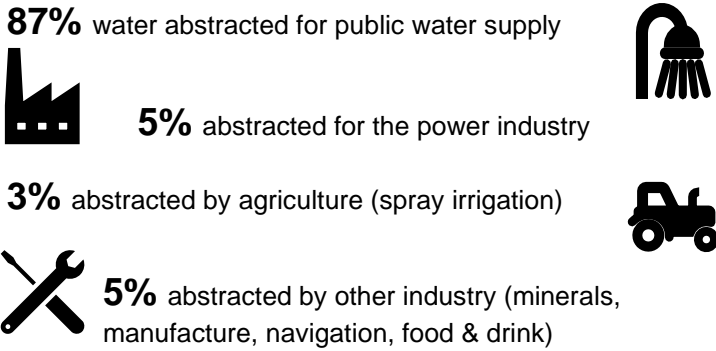 87% water abstracted for public water supply
5% abstracted for the power industry
3% abstracted by agriculture (spray irrigation)
5% abstracted by other industry (minerals,
manufacture, navigation, food & drink)